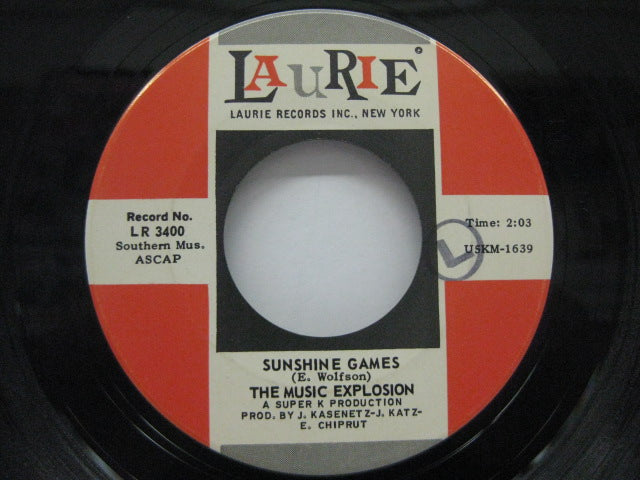 LAURIE®
LAURIE RECORDS INC., NEW YORK
Record No.
LR 3400
Southern Mus.
ASCAP
Time: 2:03
USKM-1639
L
SUNSHINE GAMES
(E. Wolfson)
THE MUSIC EXPLOSION
A SUPER K PRODUCTION
PROD. BY J. KASENETZ-J. KATZ-
E. CHIPRUT